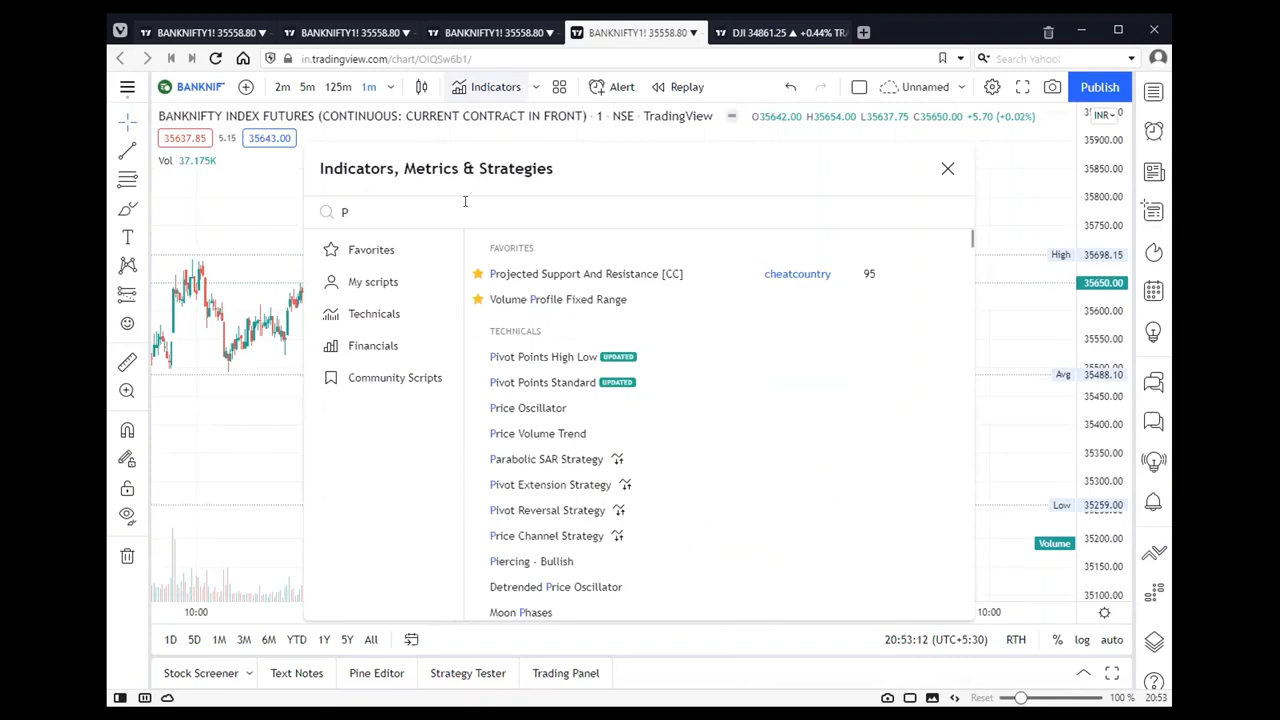 BANKNIFTY1! 35558.80
BANKNIFTY1! 35558.80
BANKNIFTY1! 35558.80
BANKNIFTY1! 35558.80
DJI 34861.25 ▲ +0.44% TR
in.tradingview.com/chart/OIQSw6b1/
Search Yahoo!
BANKNIF
2m 5m 125m 1m
Indicators
Alert
Replay
Unnamed
Publish
BANKNIFTY INDEX FUTURES (CONTINUOUS: CURRENT CONTRACT IN FRONT) · 1 · NSE · TradingView
O35642.00 H35654.00 L35637.75 C35650.00 +5.70 (+0.02%)
INR
35637.85 5.15 35643.00
Vol 37.175K
Indicators, Metrics & Strategies
P
Favorites
My scripts
Technicals
Financials
Community Scripts
FAVORITES
Projected Support And Resistance [CC] cheatcountry 95
Volume Profile Fixed Range
TECHNICALS
Pivot Points High Low UPDATED
Pivot Points Standard UPDATED
Price Oscillator
Price Volume Trend
Parabolic SAR Strategy
Pivot Extension Strategy
Pivot Reversal Strategy
Price Channel Strategy
Piercing - Bullish
Detrended Price Oscillator
Moon Phases
35900.00
35850.00
35800.00
35750.00
High 35698.15
35650.00
35600.00
35550.00
Avg 35488.10
35450.00
35400.00
35350.00
35300.00
Low 35259.00
35200.00
Volume
35150.00
35100.00
10:00
10:00
1D 5D 1M 3M 6M YTD 1Y 5Y All
20:53:12 (UTC+5:30) RTH % log auto
Stock Screener
Text Notes
Pine Editor
Strategy Tester
Trading Panel
Reset
100 %
20:53